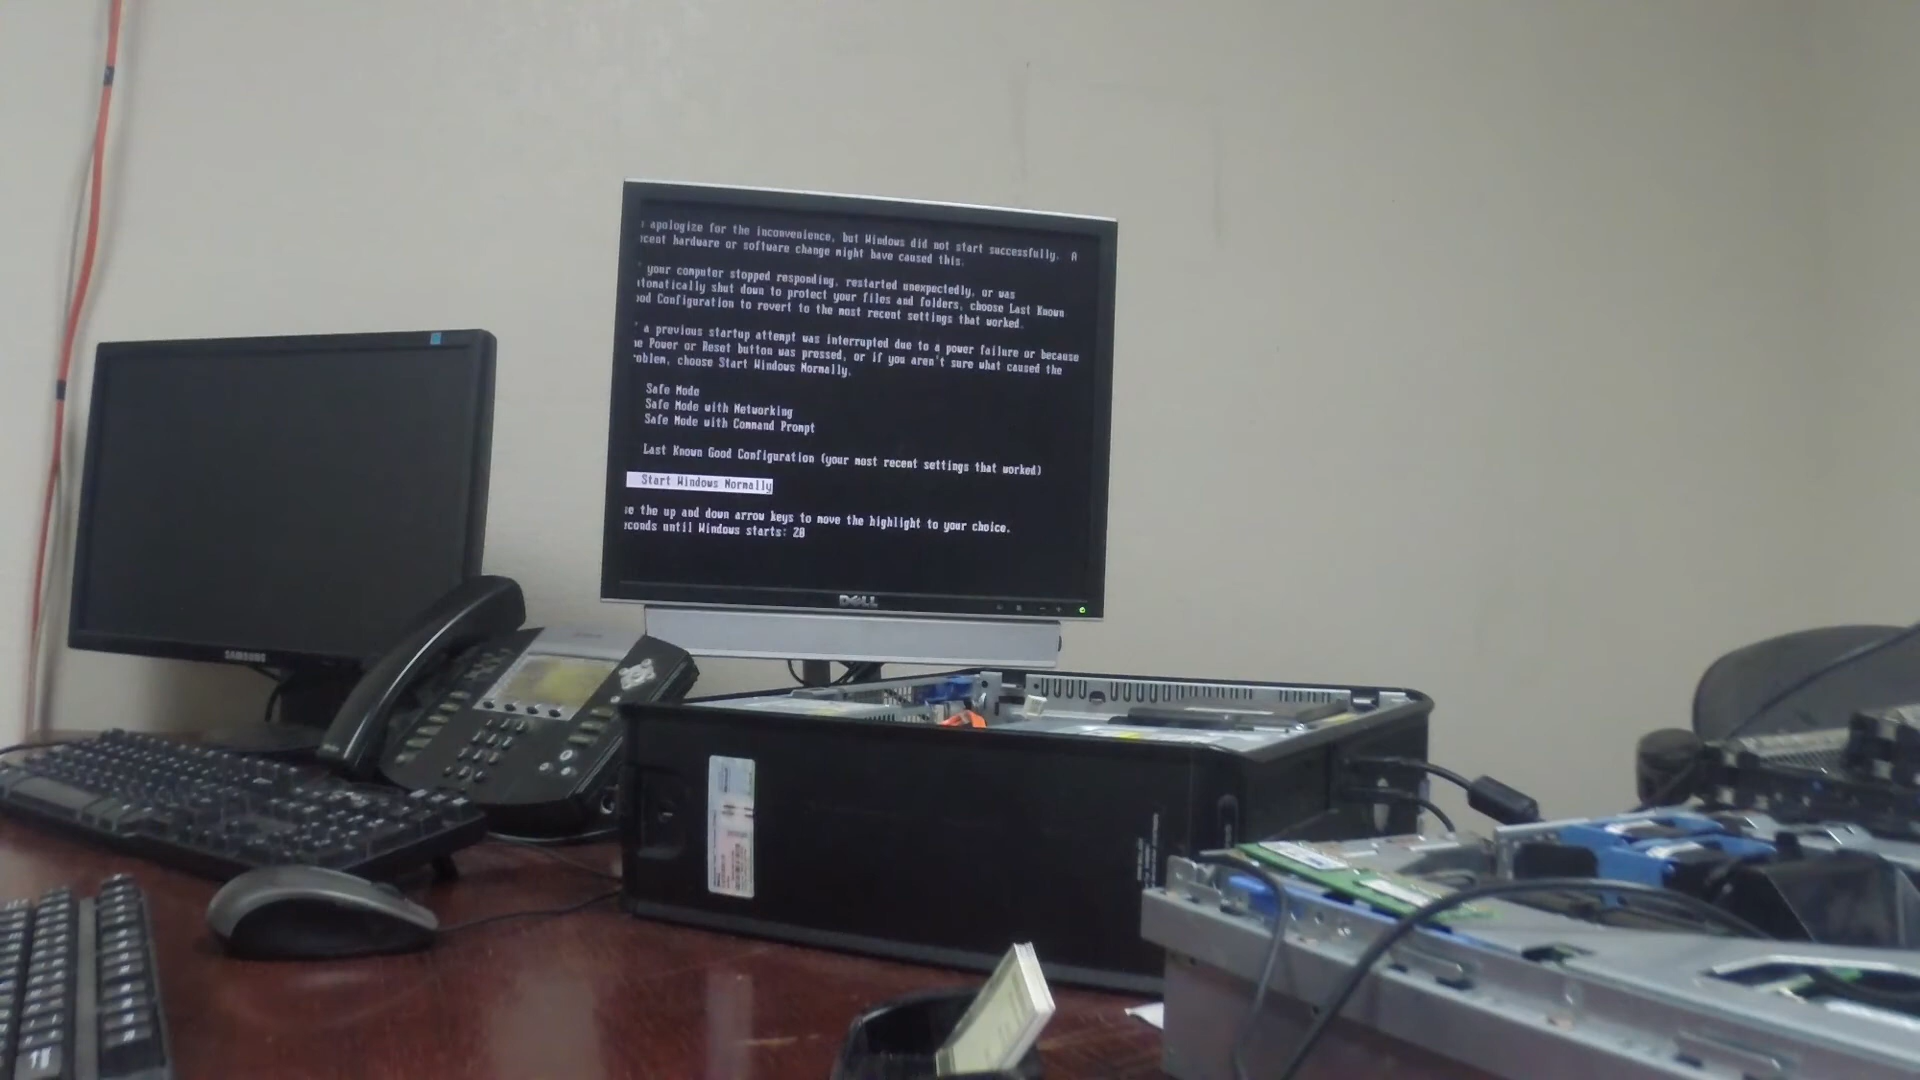 apologize for the inconvenience, but Windows did not start successfully. A
cent hardware or software change might have caused this.
your computer stopped responding, restarted unexpectedly, or was
tomatically shut down to protect your files and folders, choose Last Known
ood Configuration to revert to the most recent settings that worked.
a previous startup attempt was interrupted due to a power failure or because
he Power or Reset button was pressed, or if you aren't sure what caused the
roblem, choose Start Windows Normally.
Safe Mode
Safe Mode with Networking
Safe Mode with Command Prompt
Last Known Good Configuration (your most recent settings that worked)
Start Windows Normally
se the up and down arrow keys to move the highlight to your choice.
econds until Windows starts: 28
DELL
SAMSUNG